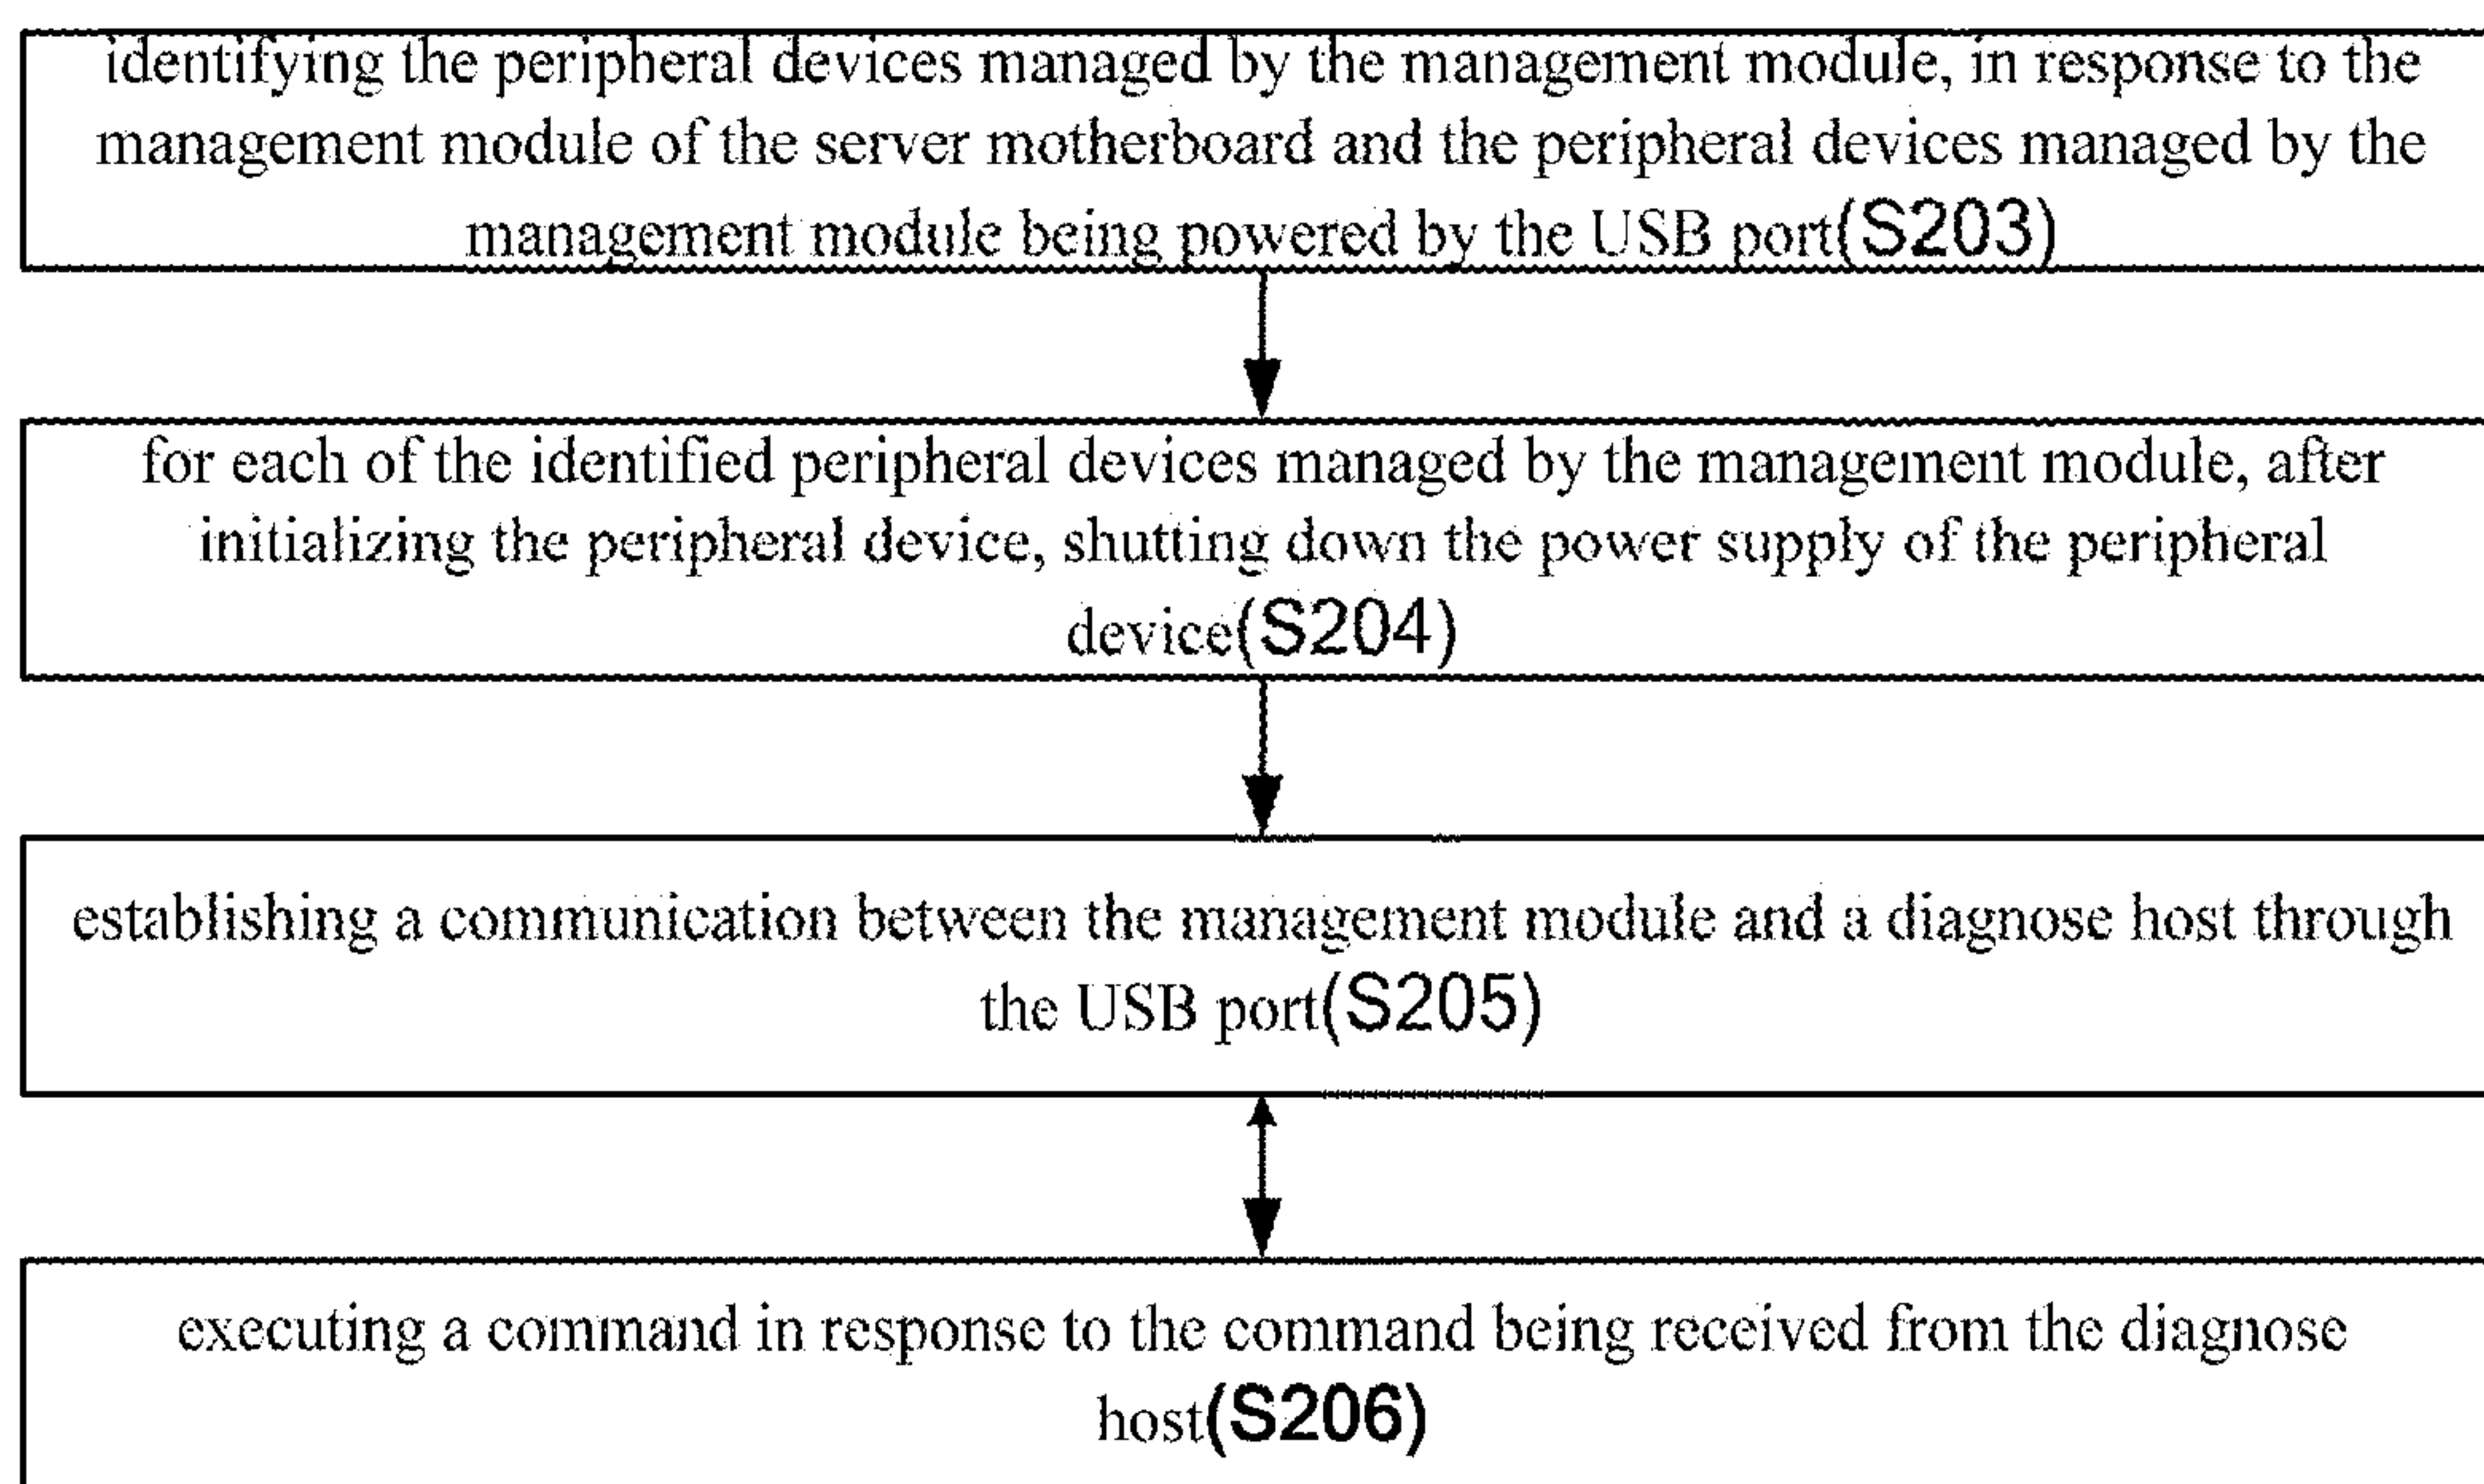 identifying the peripheral devices managed by the management module, in response to the
management module of the server motherboard and the peripheral devices managed by the
management module being powered by the USB port(S203)
for each of the identified peripheral devices managed by the management module, after
initializing the peripheral device, shutting down the power supply of the peripheral
device(S204)
establishing a communication between the management module and a diagnose host through
the USB port(S205)
executing a command in response to the command being received from the diagnose
host(S206)